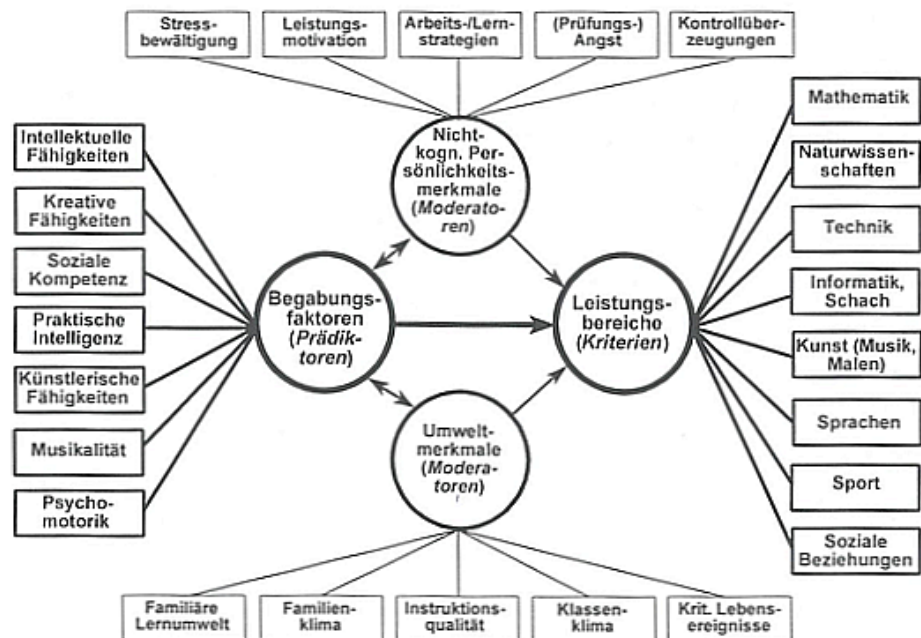 Stress-
bewältigung
Leistungs-
motivation
Arbeits-/Lern-
strategien
(Prüfungs-)
Angst
Kontrollüber-
zeugungen
Nicht-
kogn. Per-
sönlichkeits-
merkmale
(Moderato-
ren)
Intellektuelle
Fähigkeiten
Kreative
Fähigkeiten
Soziale
Kompetenz
Praktische
Intelligenz
Künstlerische
Fähigkeiten
Musikalität
Psycho-
motorik
Begabungs-
faktoren
(Prädik-
toren)
Leistungs-
bereiche
(Kriterien)
Umwelt-
merkmale
(Modera-
toren)
Mathematik
Naturwissen-
schaften
Technik
Informatik,
Schach
Kunst (Musik,
Malen)
Sprachen
Sport
Soziale
Beziehungen
Familiäre
Lernumwelt
Familien-
klima
Instruktions-
qualität
Klassen-
klima
Krit. Lebens-
ereignisse